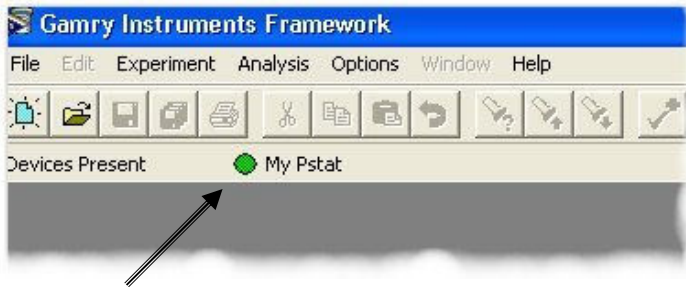 Gamry Instruments Framework
File Edit Experiment Analysis Options Window Help
Devices Present My Pstat